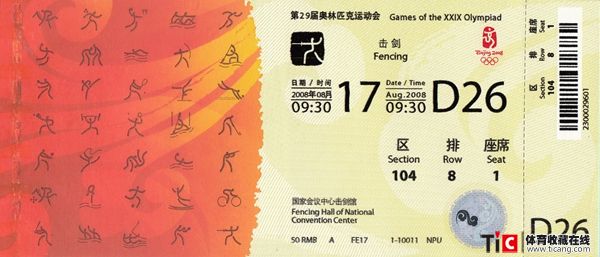 第29届奥林匹克运动会 Games of the XXIX Olympiad
击剑
Fencing
Beijing 2008
日期 / 时间 Date / Time
2008年08月 17 Aug.2008 D26
09:30 09:30
区 排 座席
Section Row Seat
104 8 1
国家会议中心击剑馆
Fencing Hall of National
Convention Center
50 RMB A FE17 1-10011 NPU
座席 Seat 1
排 Row 8
区 Section 104
2300029601
D26
TiC 体育收藏在线
www.ticang.com